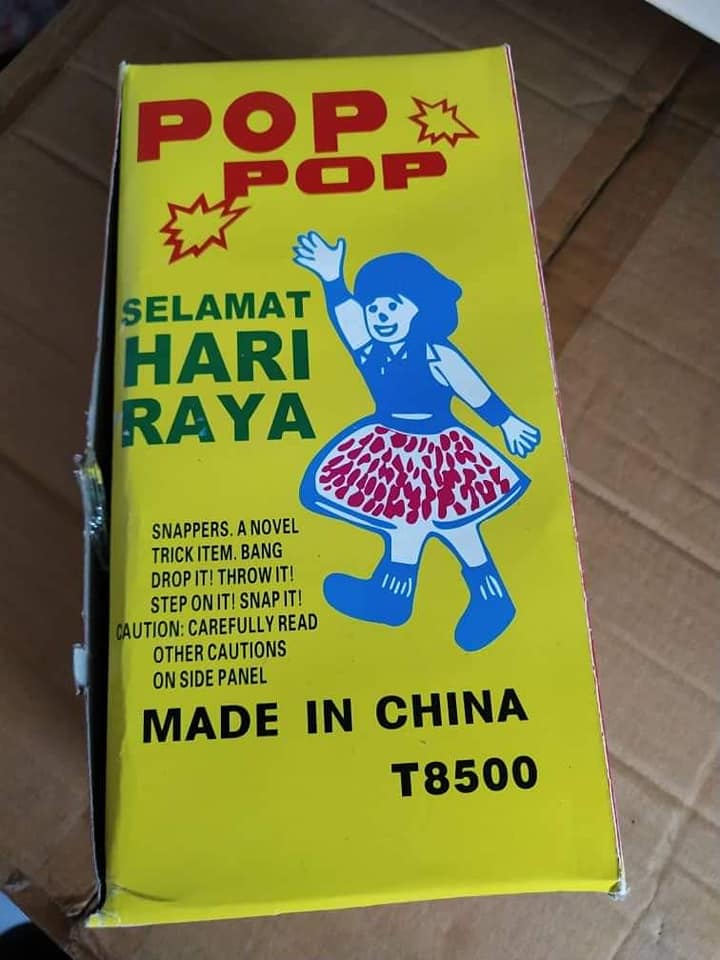 POP
POP
SELAMAT
HARI
RAYA
SNAPPERS. A NOVEL
TRICK ITEM. BANG
DROP IT! THROW IT!
STEP ON IT! SNAP IT!
CAUTION: CAREFULLY READ
OTHER CAUTIONS
ON SIDE PANEL
MADE IN CHINA
T8500